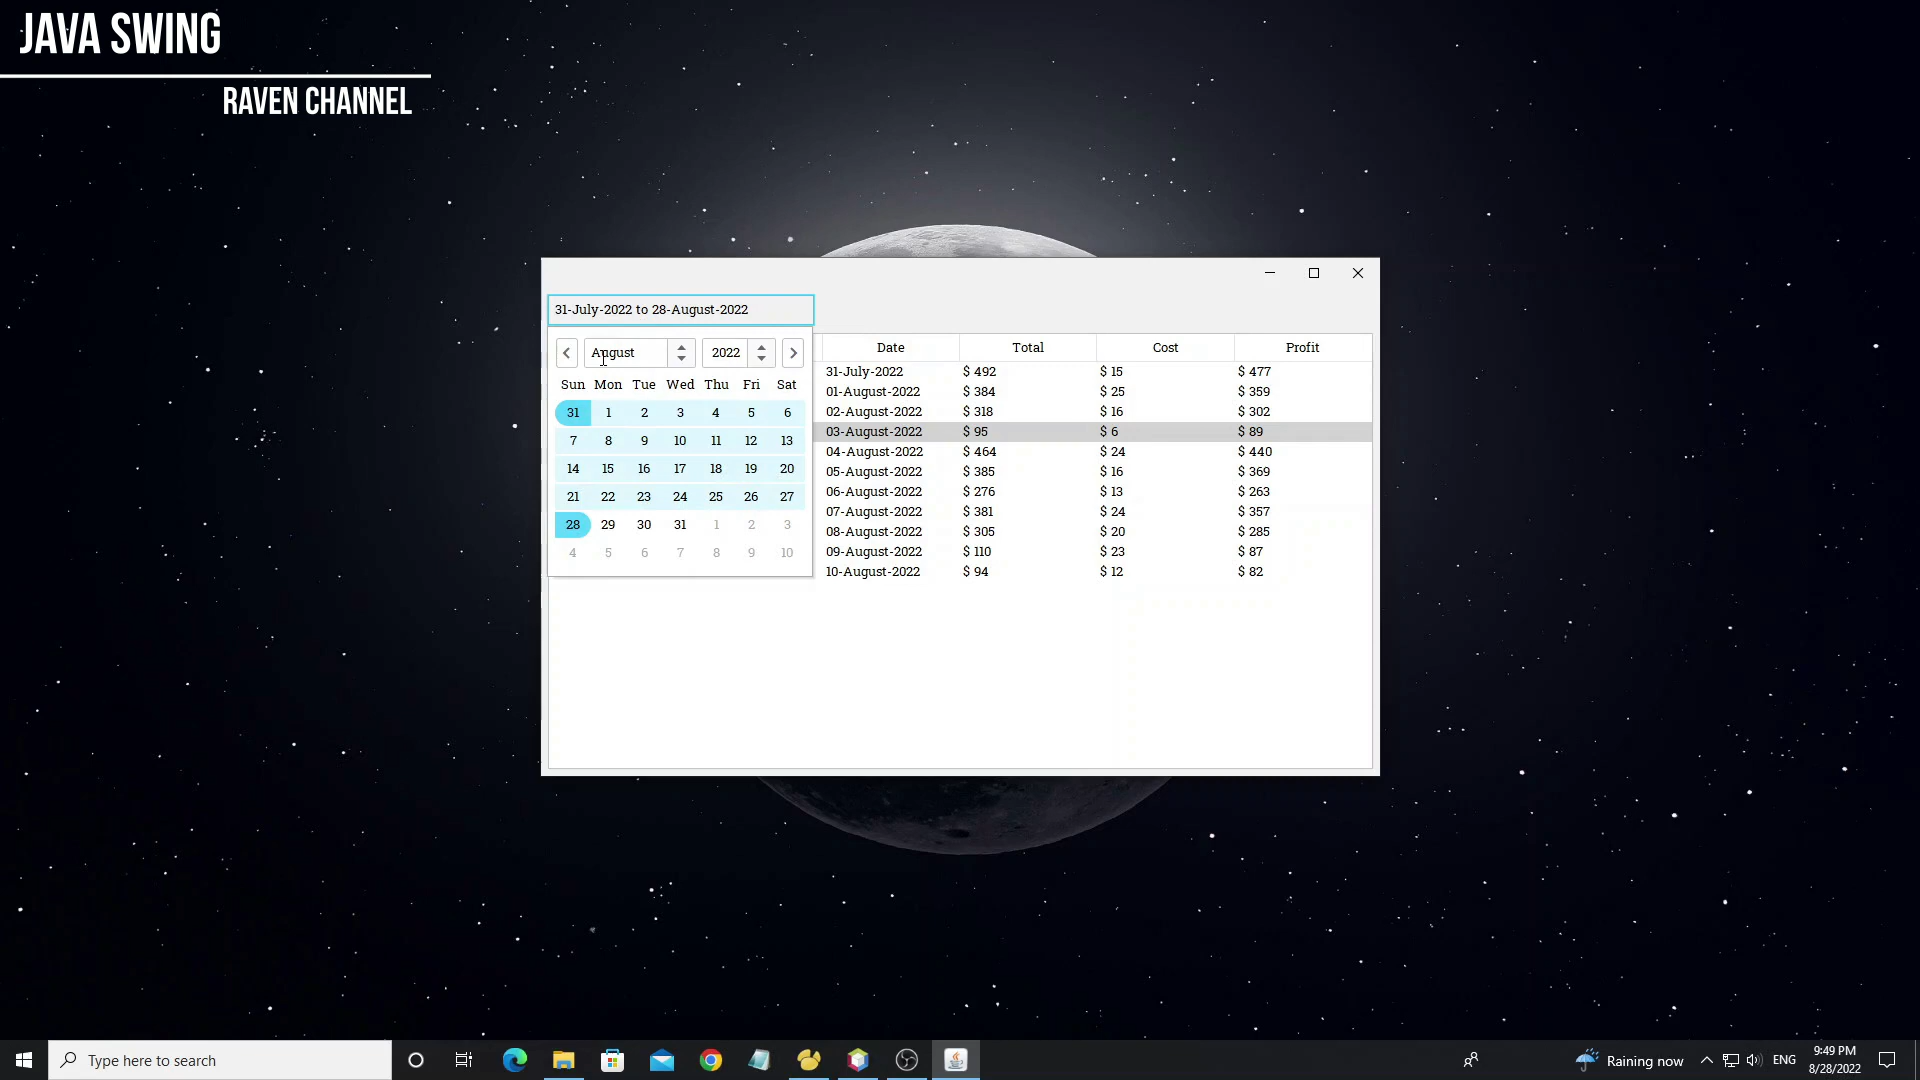 JAVA SWING
RAVEN CHANNEL
31-July-2022 to 28-August-2022
August 2022
Sun Mon Tue Wed Thu Fri Sat
31 1 2 3 4 5 6
7 8 9 10 11 12 13
14 15 16 17 18 19 20
21 22 23 24 25 26 27
28 29 30 31 1 2 3
4 5 6 7 8 9 10
Date Total Cost Profit
31-July-2022 $ 492 $ 15 $ 477
01-August-2022 $ 384 $ 25 $ 359
02-August-2022 $ 318 $ 16 $ 302
03-August-2022 $ 95 $ 6 $ 89
04-August-2022 $ 464 $ 24 $ 440
05-August-2022 $ 385 $ 16 $ 369
06-August-2022 $ 276 $ 13 $ 263
07-August-2022 $ 381 $ 24 $ 357
08-August-2022 $ 305 $ 20 $ 285
09-August-2022 $ 110 $ 23 $ 87
10-August-2022 $ 94 $ 12 $ 82
Type here to search
Raining now
ENG
9:49 PM
8/28/2022